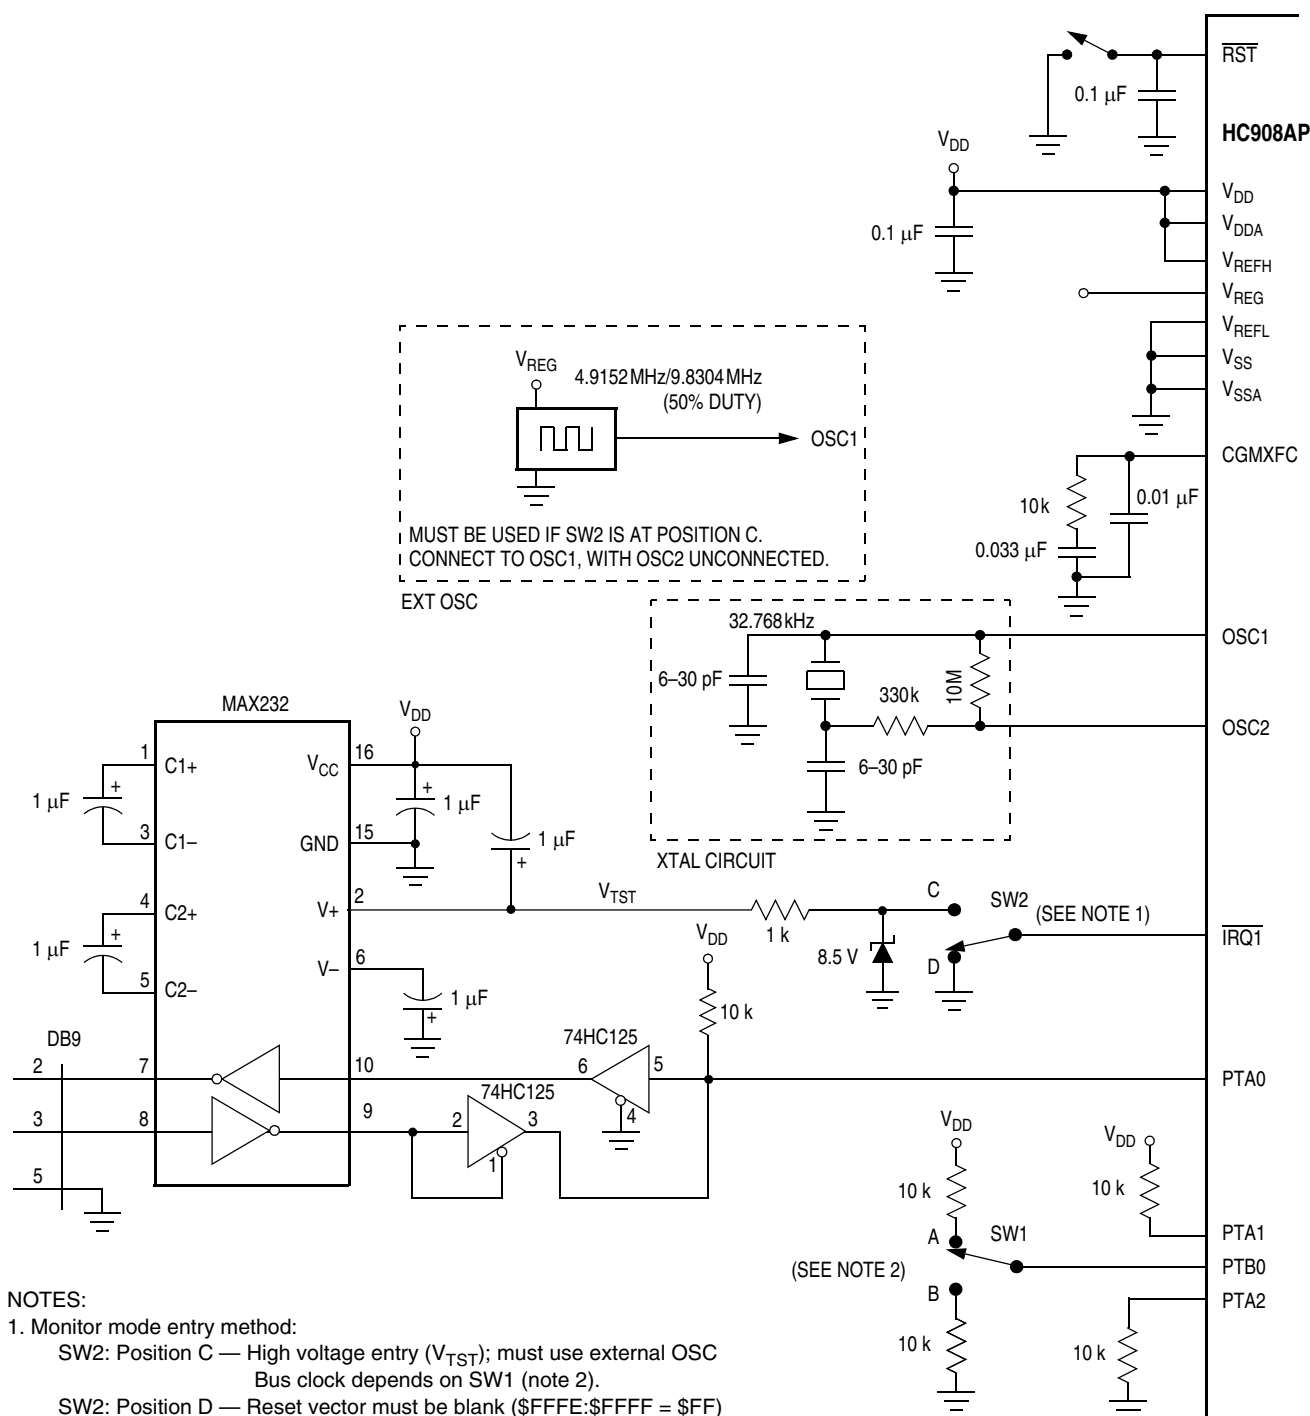 RST
0.1 μF
HC908AP
VDD
VDD
0.1 μF
VDDA
VREFH
VREG
VREFL
VSS
VSSA
VREG
4.9152MHz/9.8304MHz
(50% DUTY)
OSC1
MUST BE USED IF SW2 IS AT POSITION C.
CONNECT TO OSC1, WITH OSC2 UNCONNECTED.
EXT OSC
CGMXFC
10k
0.01 μF
0.033 μF
32.768kHz
OSC1
6–30 pF
10M
330k
OSC2
6–30 pF
XTAL CIRCUIT
MAX232
VDD
1
C1+
VCC
16
1 μF
+
+
1 μF
3
C1–
GND
15
1 μF
+
4
C2+
V+
2
VTST
1 k
C
SW2
(SEE NOTE 1)
IRQ1
1 μF
+
8.5 V
D
VDD
5
C2–
V–
6
1 μF
+
10 k
DB9
74HC125
2
7
10
6
5
PTA0
4
74HC125
3
8
9
2
3
1
5
VDD
VDD
10 k
10 k
A
SW1
PTA1
(SEE NOTE 2)
PTB0
B
PTA2
10 k
10 k
NOTES:
1. Monitor mode entry method:
SW2: Position C — High voltage entry (VTST); must use external OSC
Bus clock depends on SW1 (note 2).
SW2: Position D — Reset vector must be blank ($FFFE:$FFFF = $FF)